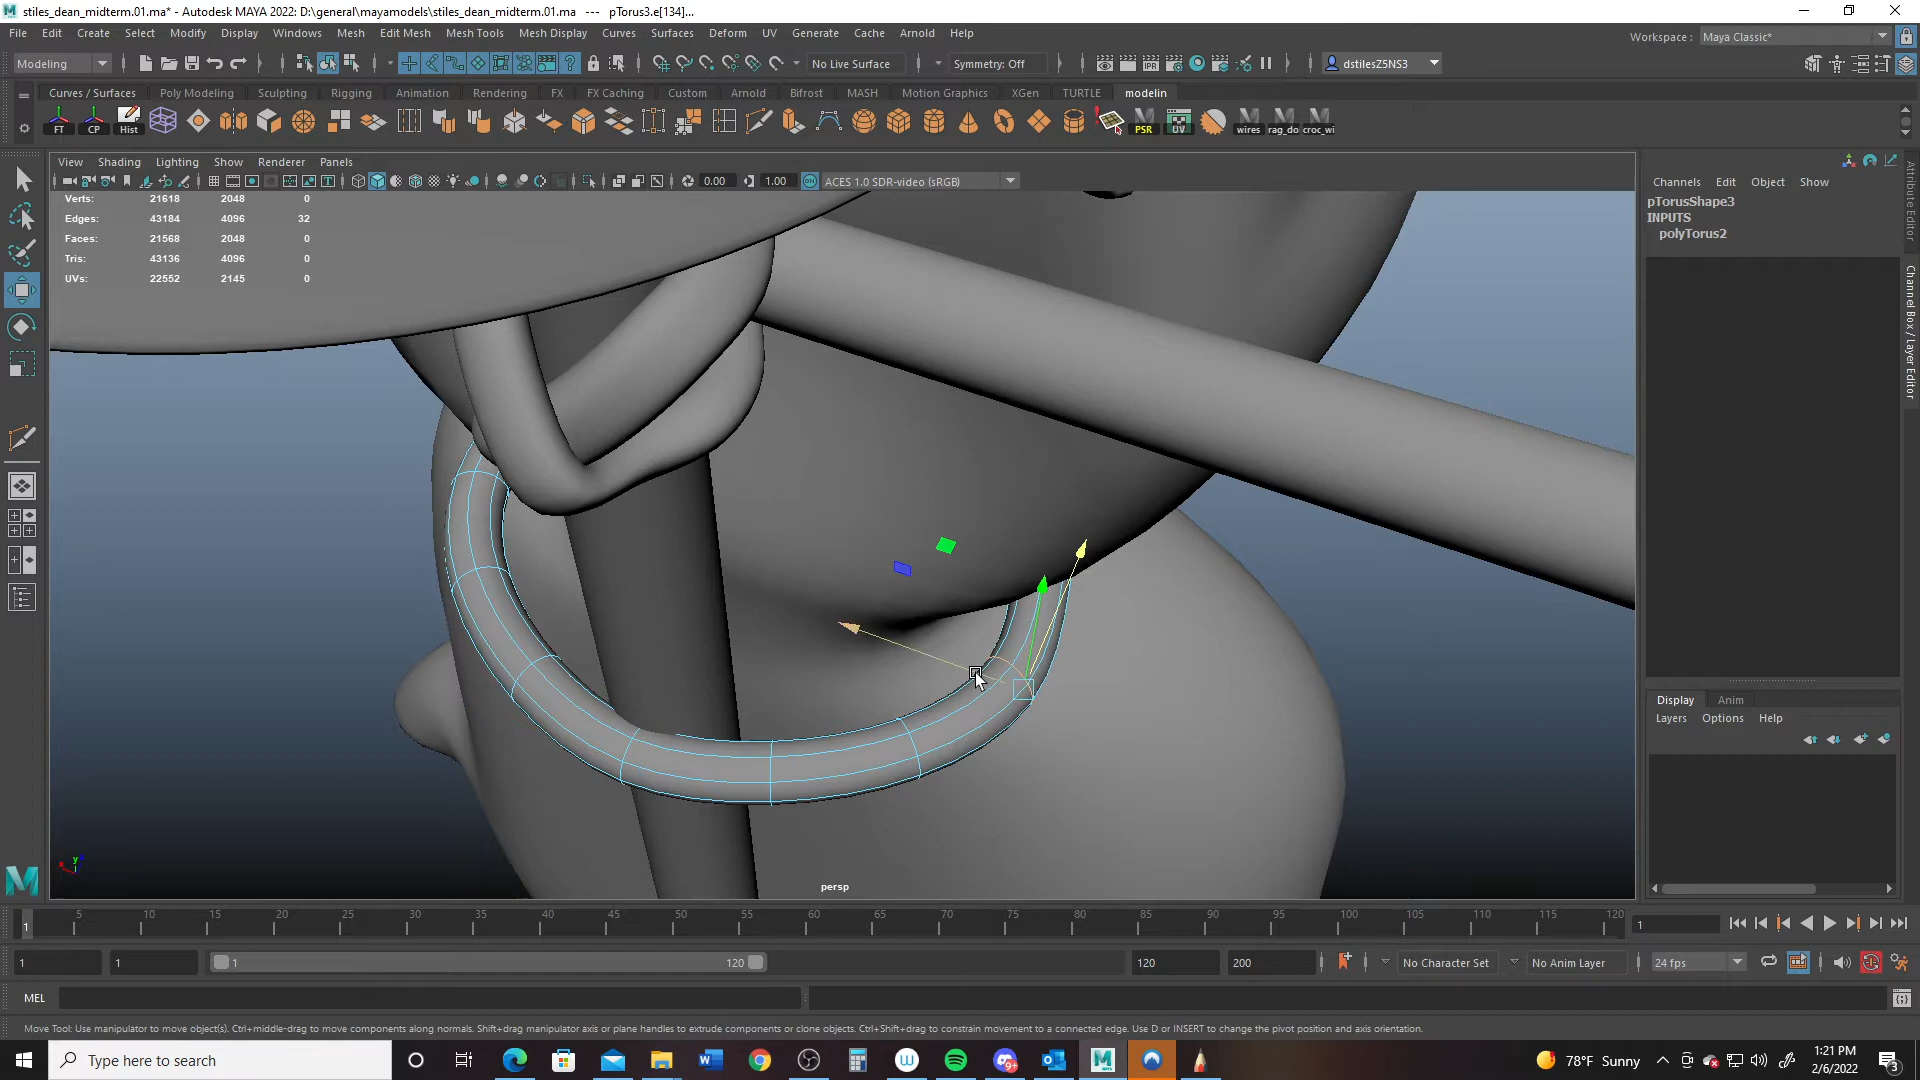 stiles_dean_midterm.01.ma* - Autodesk MAYA 2022: D:\general\mayamodels\stiles_dean_midterm.01.ma   ---   pTorus3.e[134]...
File Edit Create Select Modify Display Windows Mesh Edit Mesh Mesh Tools Mesh Display Curves Surfaces Deform UV Generate Cache Arnold Help
Workspace : Maya Classic*
Modeling No Live Surface Symmetry: Off dstilesZ5NS3
Curves / Surfaces Poly Modeling Sculpting Rigging Animation Rendering FX FX Caching Custom Arnold Bifrost MASH Motion Graphics XGen TURTLE modelin
FT CP Hist PSR UV wires rag_do croc_wi
View Shading Lighting Show Renderer Panels
0.00 1.00 ACES 1.0 SDR-video (sRGB)
Verts: 21618 2048 0
Edges: 43184 4096 32
Faces: 21568 2048 0
Tris: 43136 4096 0
UVs: 22552 2145 0
persp
y
Channels Edit Object Show
pTorusShape3
INPUTS
polyTorus2
Attribute Editor
Channel Box / Layer Editor
Display Anim
Layers Options Help
5 10 15 20 25 30 35 40 45 50 55 60 65 70 75 80 85 90 95 100 105 110 115 120
1 1
1 1 1 120 120 200 No Character Set No Anim Layer 24 fps
MEL
Move Tool: Use manipulator to move object(s). Ctrl+middle-drag to move components along normals. Shift+drag manipulator axis or plane handles to extrude components or clone objects. Ctrl+Shift+drag to constrain movement to a connected edge. Use D or INSERT to change the pivot position and axis orientation.
Type here to search
78°F Sunny
1:21 PM
2/6/2022
3